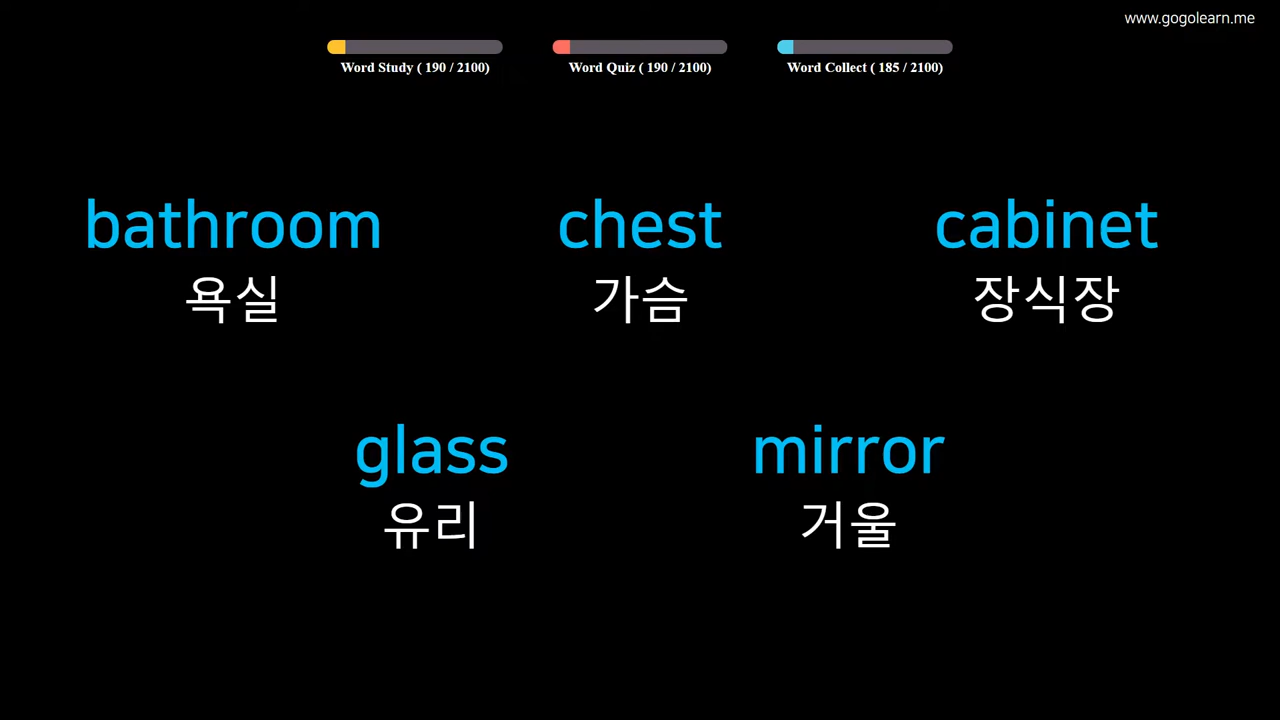 www.gogolearn.me
Word Study ( 190 / 2100)
Word Quiz ( 190 / 2100)
Word Collect ( 185 / 2100)
bathroom
욕실
chest
가슴
cabinet
장식장
glass
유리
mirror
거울